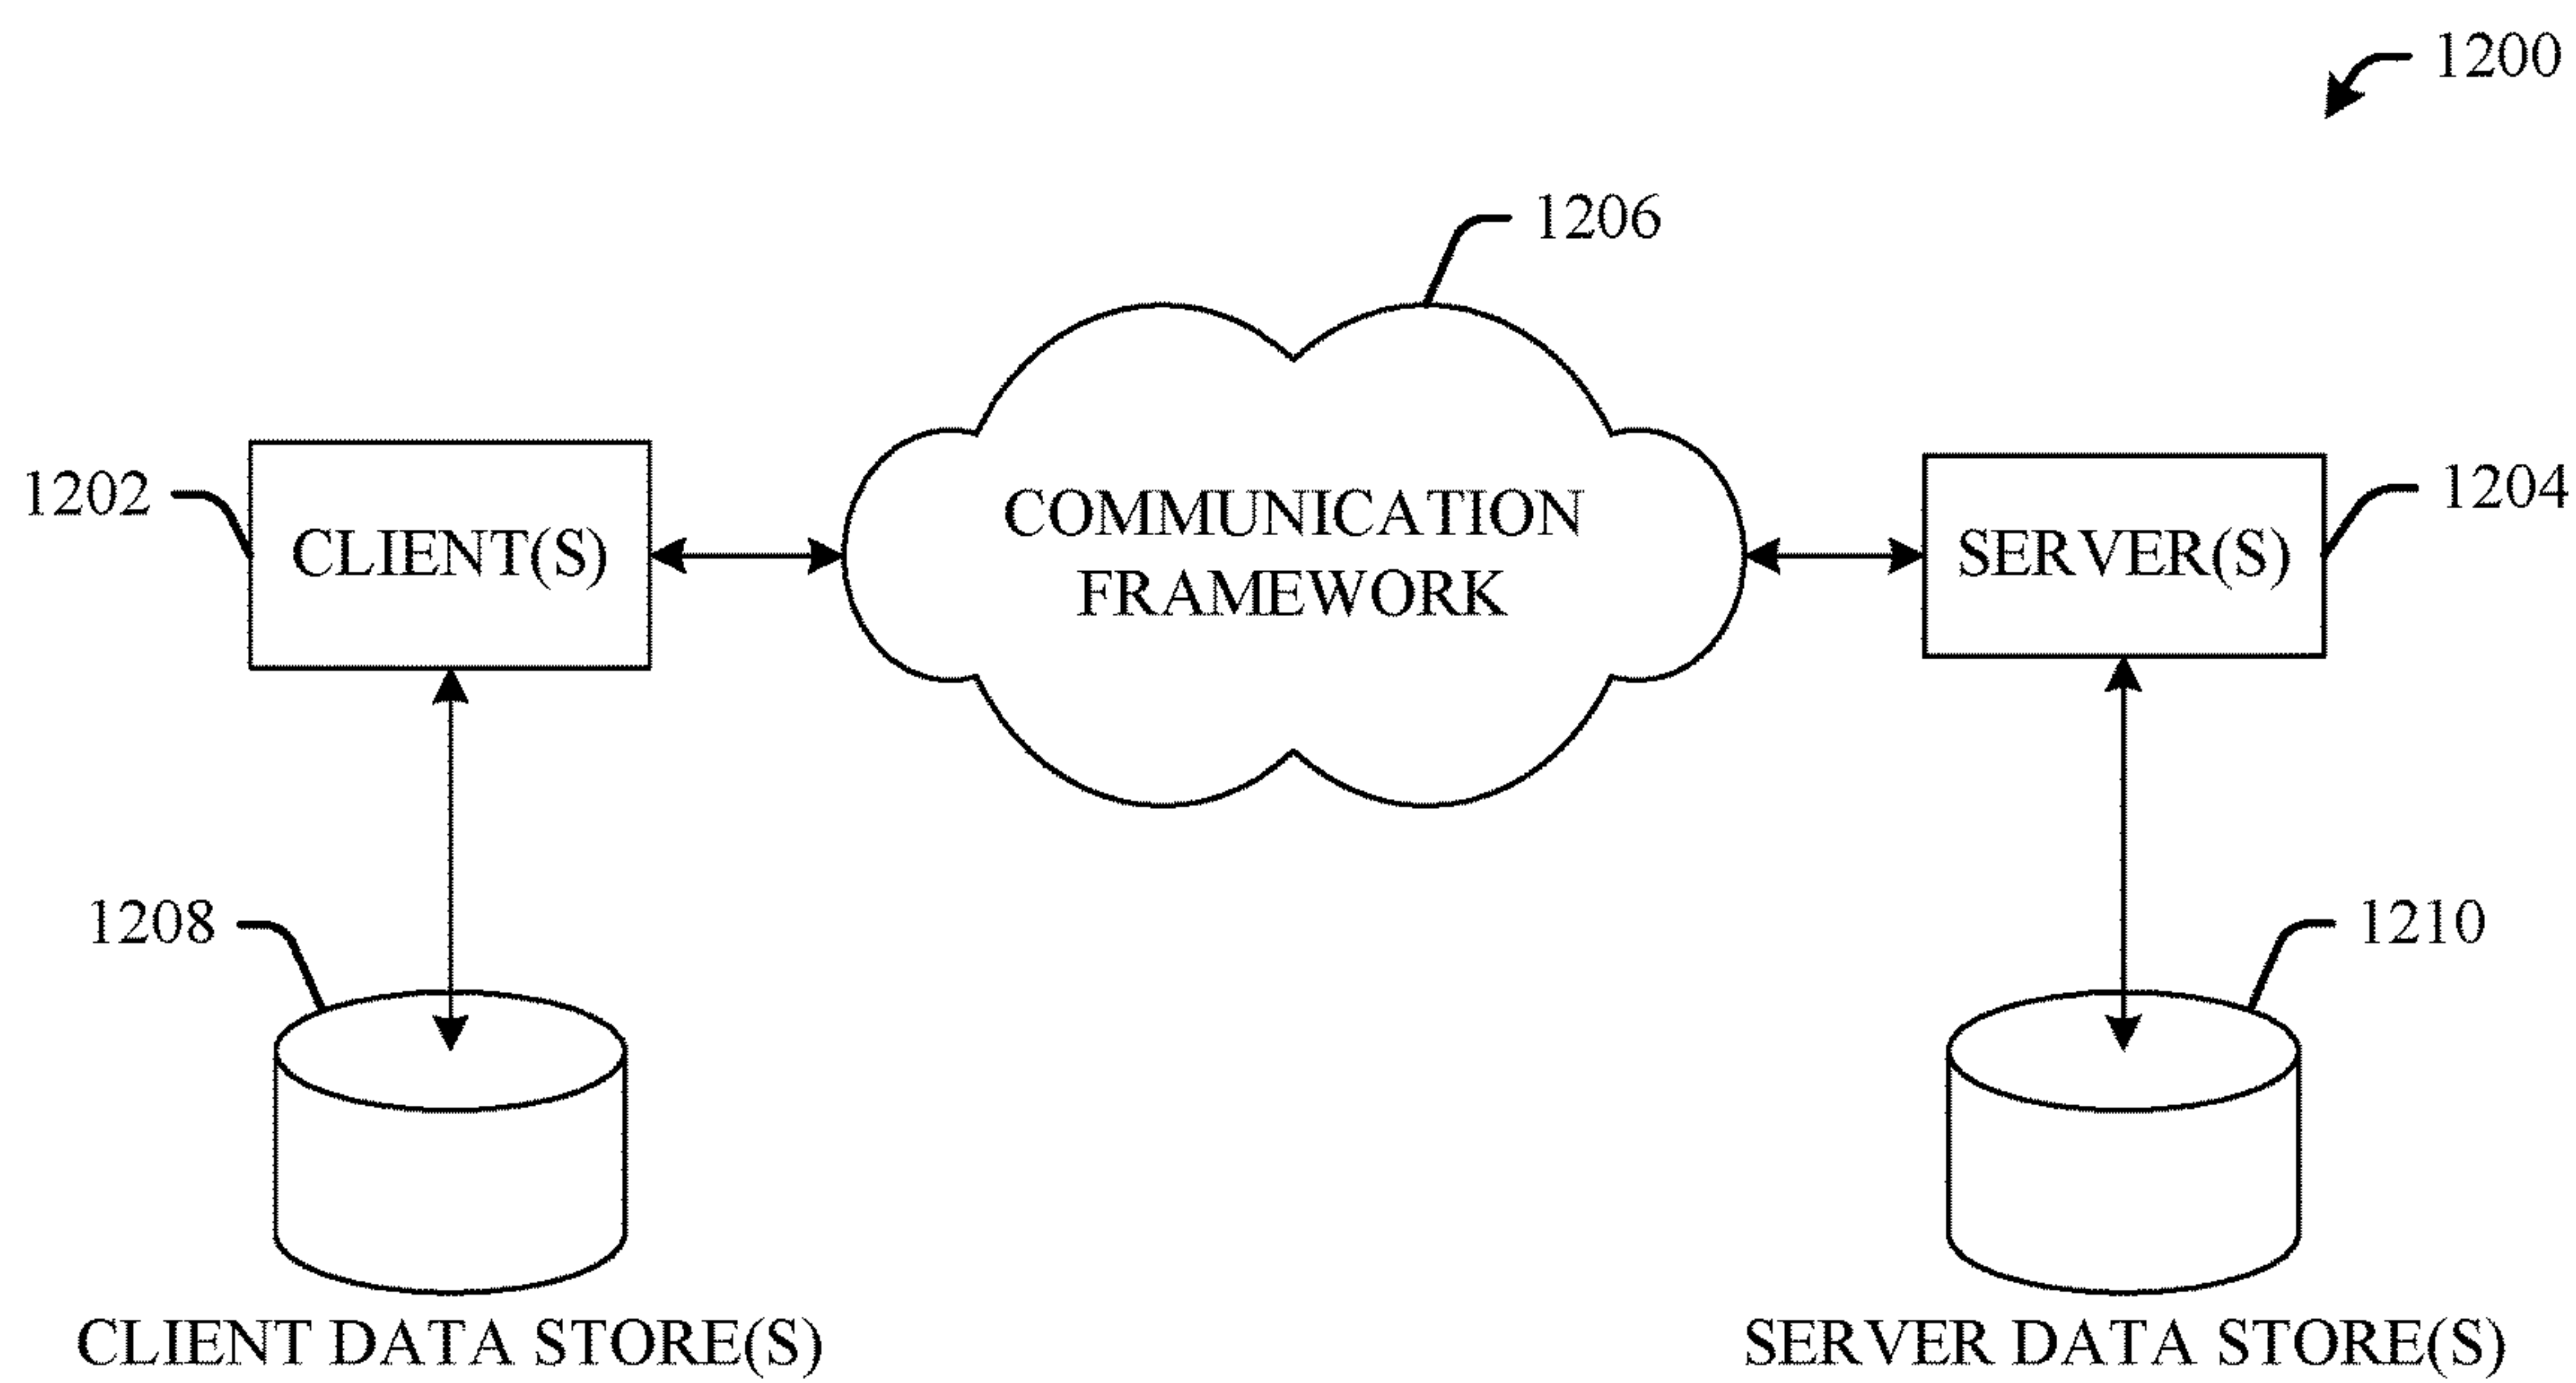 1200
1206
1202
CLIENT(S)
COMMUNICATION
FRAMEWORK
SERVER(S)
1204
1208
1210
CLIENT DATA STORE(S)
SERVER DATA STORE(S)